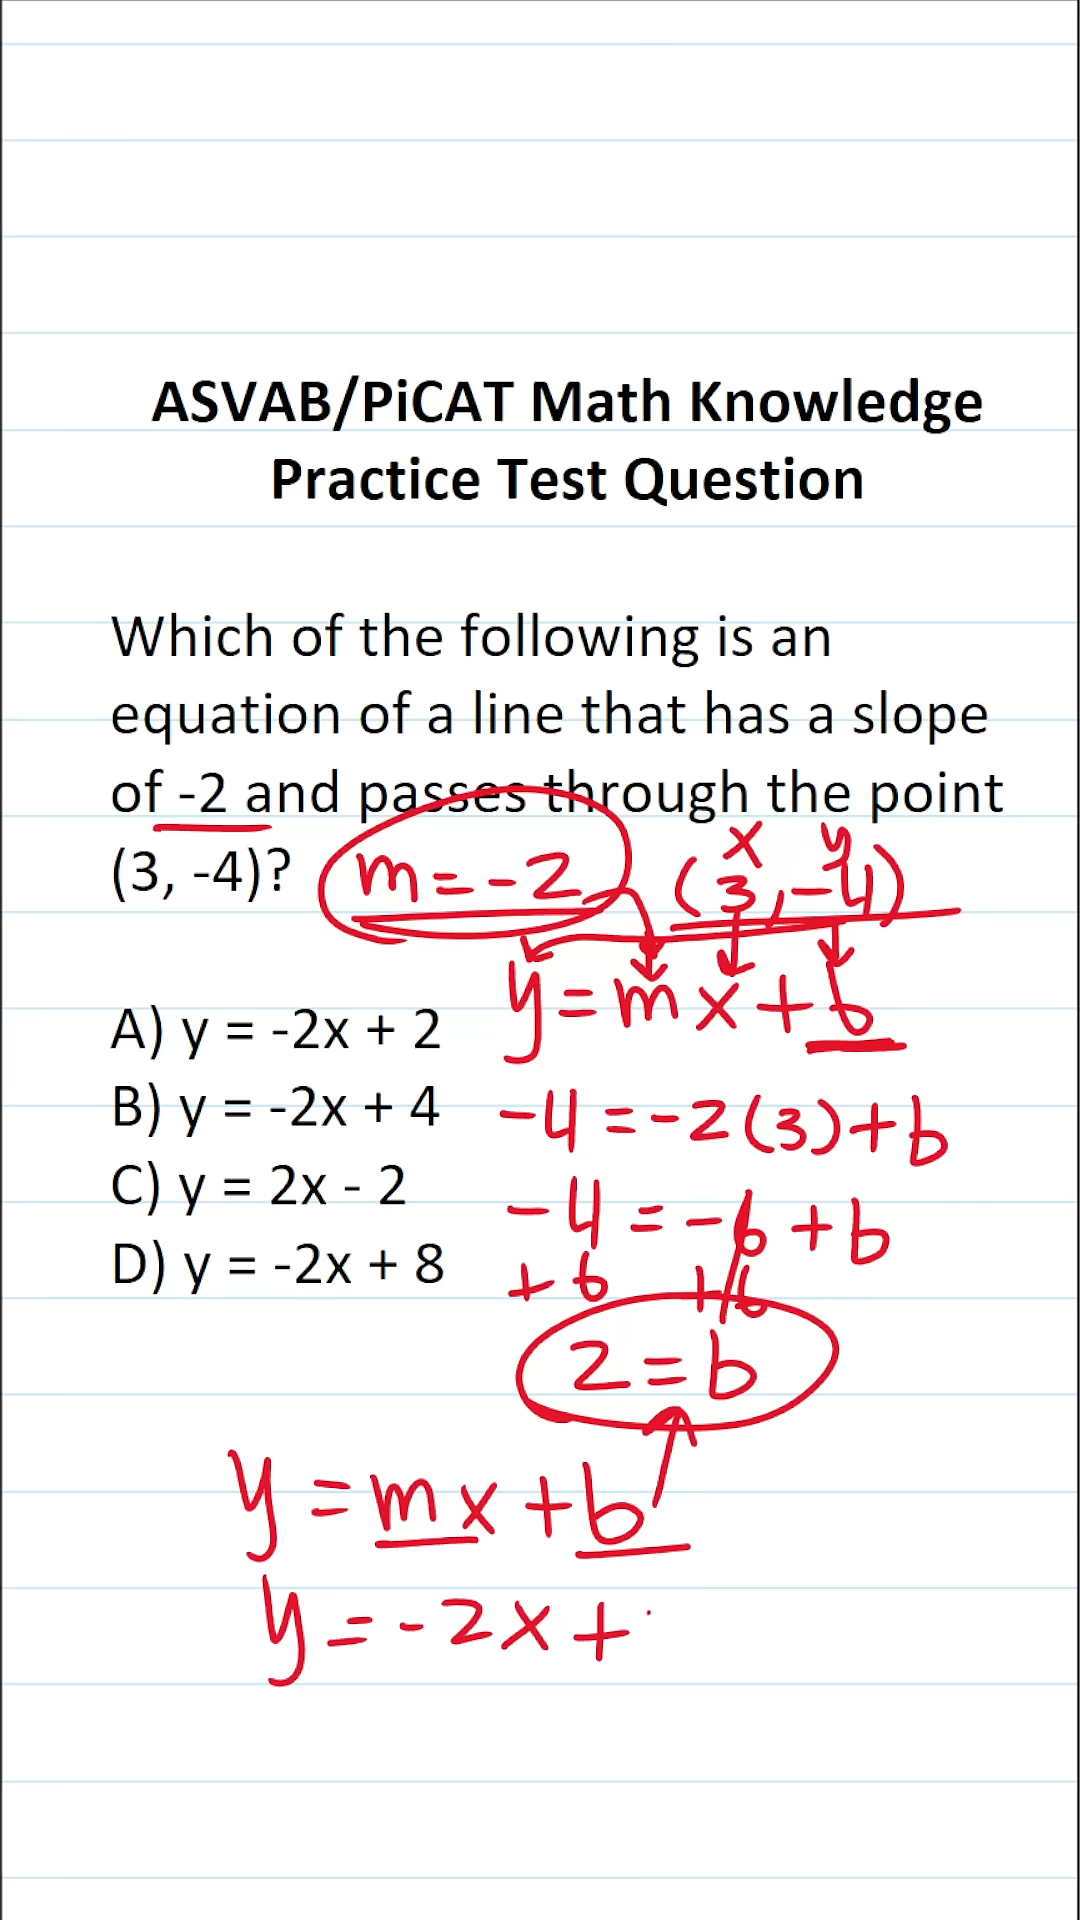 ASVAB/PiCAT Math Knowledge
Practice Test Question
Which of the following is an
equation of a line that has a slope
of -2 and passes through the point
(3, -4)?
m = -2
x y
(3, -4)
y = mx + b
A) y = -2x + 2
B) y = -2x + 4
C) y = 2x - 2
D) y = -2x + 8
-4 = -2(3) + b
-4 = -6 + b
+6 +6
2 = b
y = mx + b
y = -2x +